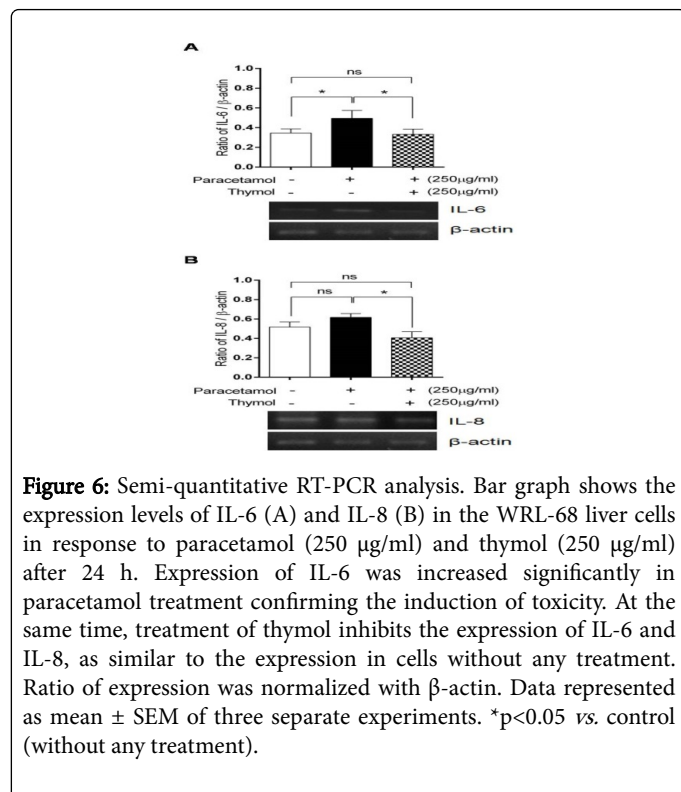 A
ns
* *
1.0
0.8
0.6
0.4
0.2
0.0
Ratio of IL-6 / β-actin
Paracetamol - + + (250μg/ml)
Thymol - - + (250μg/ml)
IL-6
β-actin
B
ns
ns *
1.0
0.8
0.6
0.4
0.2
0
Ratio of IL-8 / β-actin
Paracetamol - + + (250μg/ml)
Thymol - - + (250μg/ml)
IL-8
β-actin
Figure 6: Semi-quantitative RT-PCR analysis. Bar graph shows the
expression levels of IL-6 (A) and IL-8 (B) in the WRL-68 liver cells
in response to paracetamol (250 μg/ml) and thymol (250 μg/ml)
after 24 h. Expression of IL-6 was increased significantly in
paracetamol treatment confirming the induction of toxicity. At the
same time, treatment of thymol inhibits the expression of IL-6 and
IL-8, as similar to the expression in cells without any treatment.
Ratio of expression was normalized with β-actin. Data represented
as mean ± SEM of three separate experiments. *p<0.05 vs. control
(without any treatment).